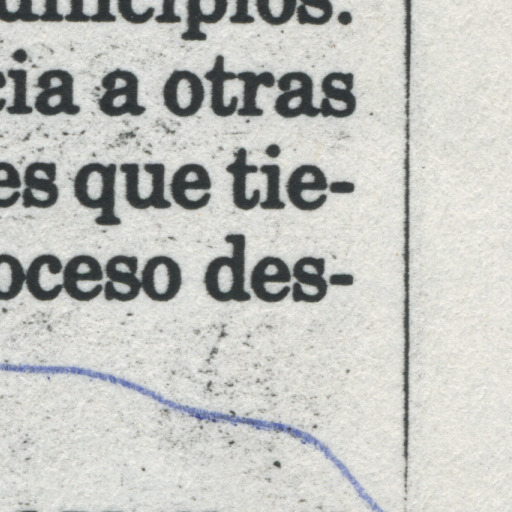 cia a otras
es que tie-
oceso des-